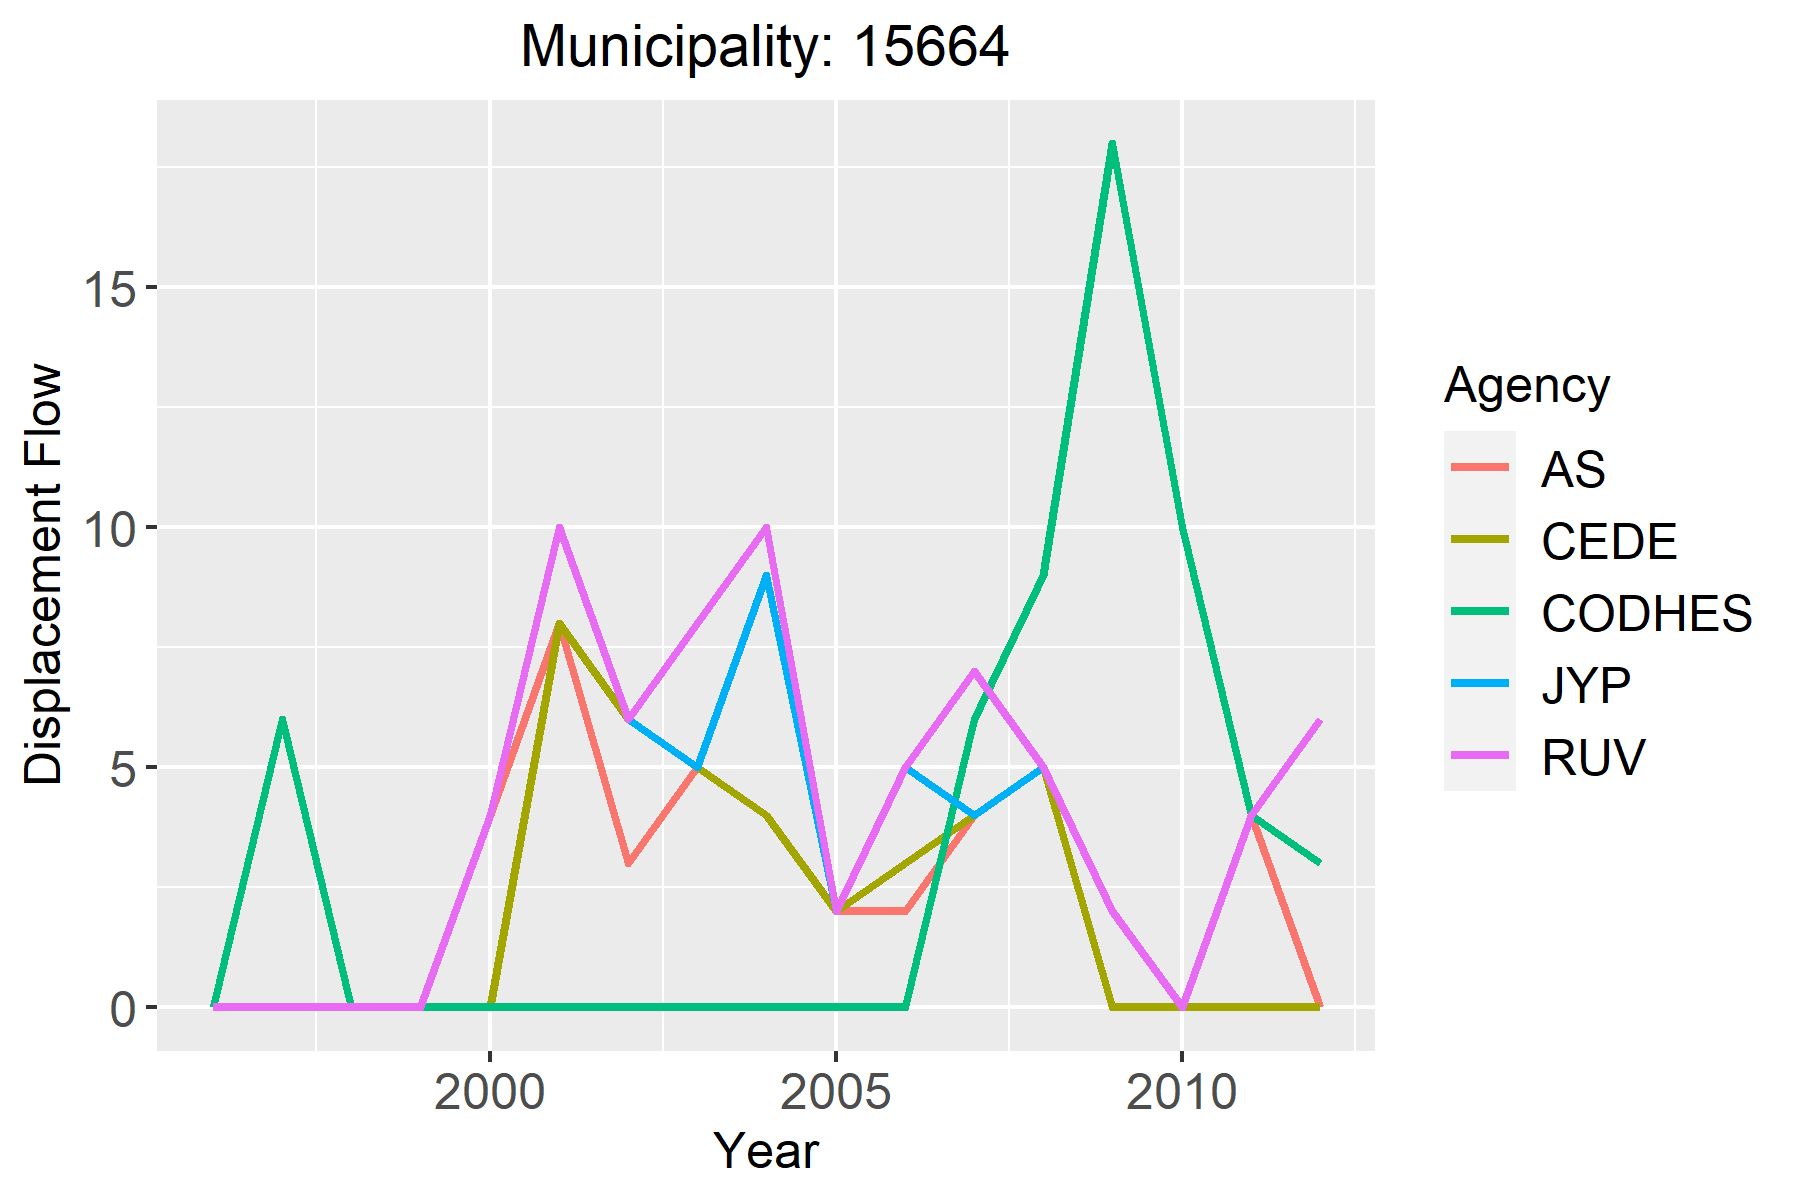 Municipality: 15664
Displacement Flow
15
10
5
0
2000 2005 2010
Year
Agency
AS
CEDE
CODHES
JYP
RUV